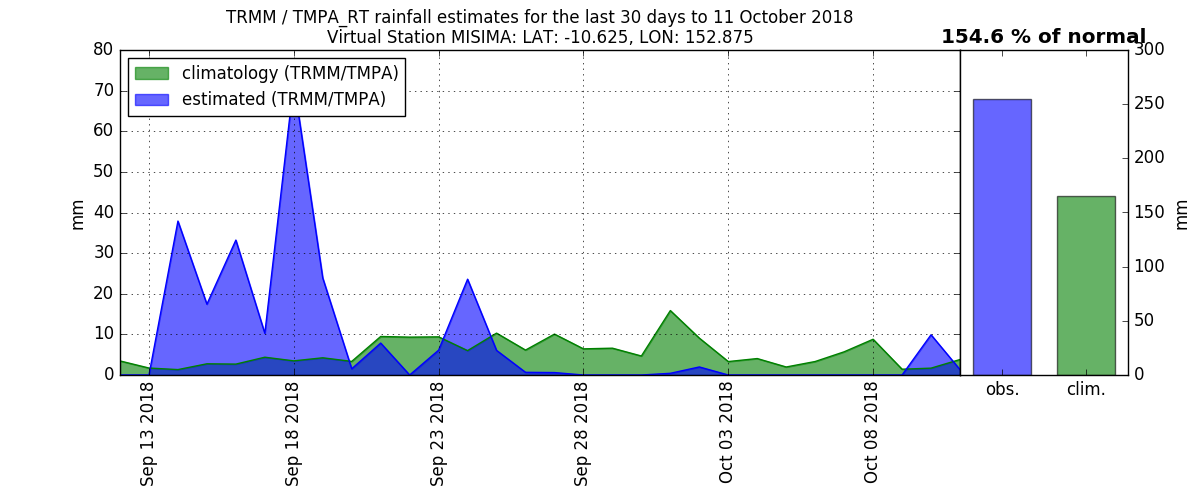 TRMM / TMPA_RT rainfall estimates for the last 30 days to 11 October 2018
Virtual Station MISIMA: LAT: -10.625, LON: 152.875
154.6 % of normal
climatology (TRMM/TMPA)
estimated (TRMM/TMPA)
80
70
60
50
40
30
20
10
0
mm
Sep 13 2018
Sep 18 2018
Sep 23 2018
Sep 28 2018
Oct 03 2018
Oct 08 2018
300
250
200
150
100
50
0
mm
obs.
clim.